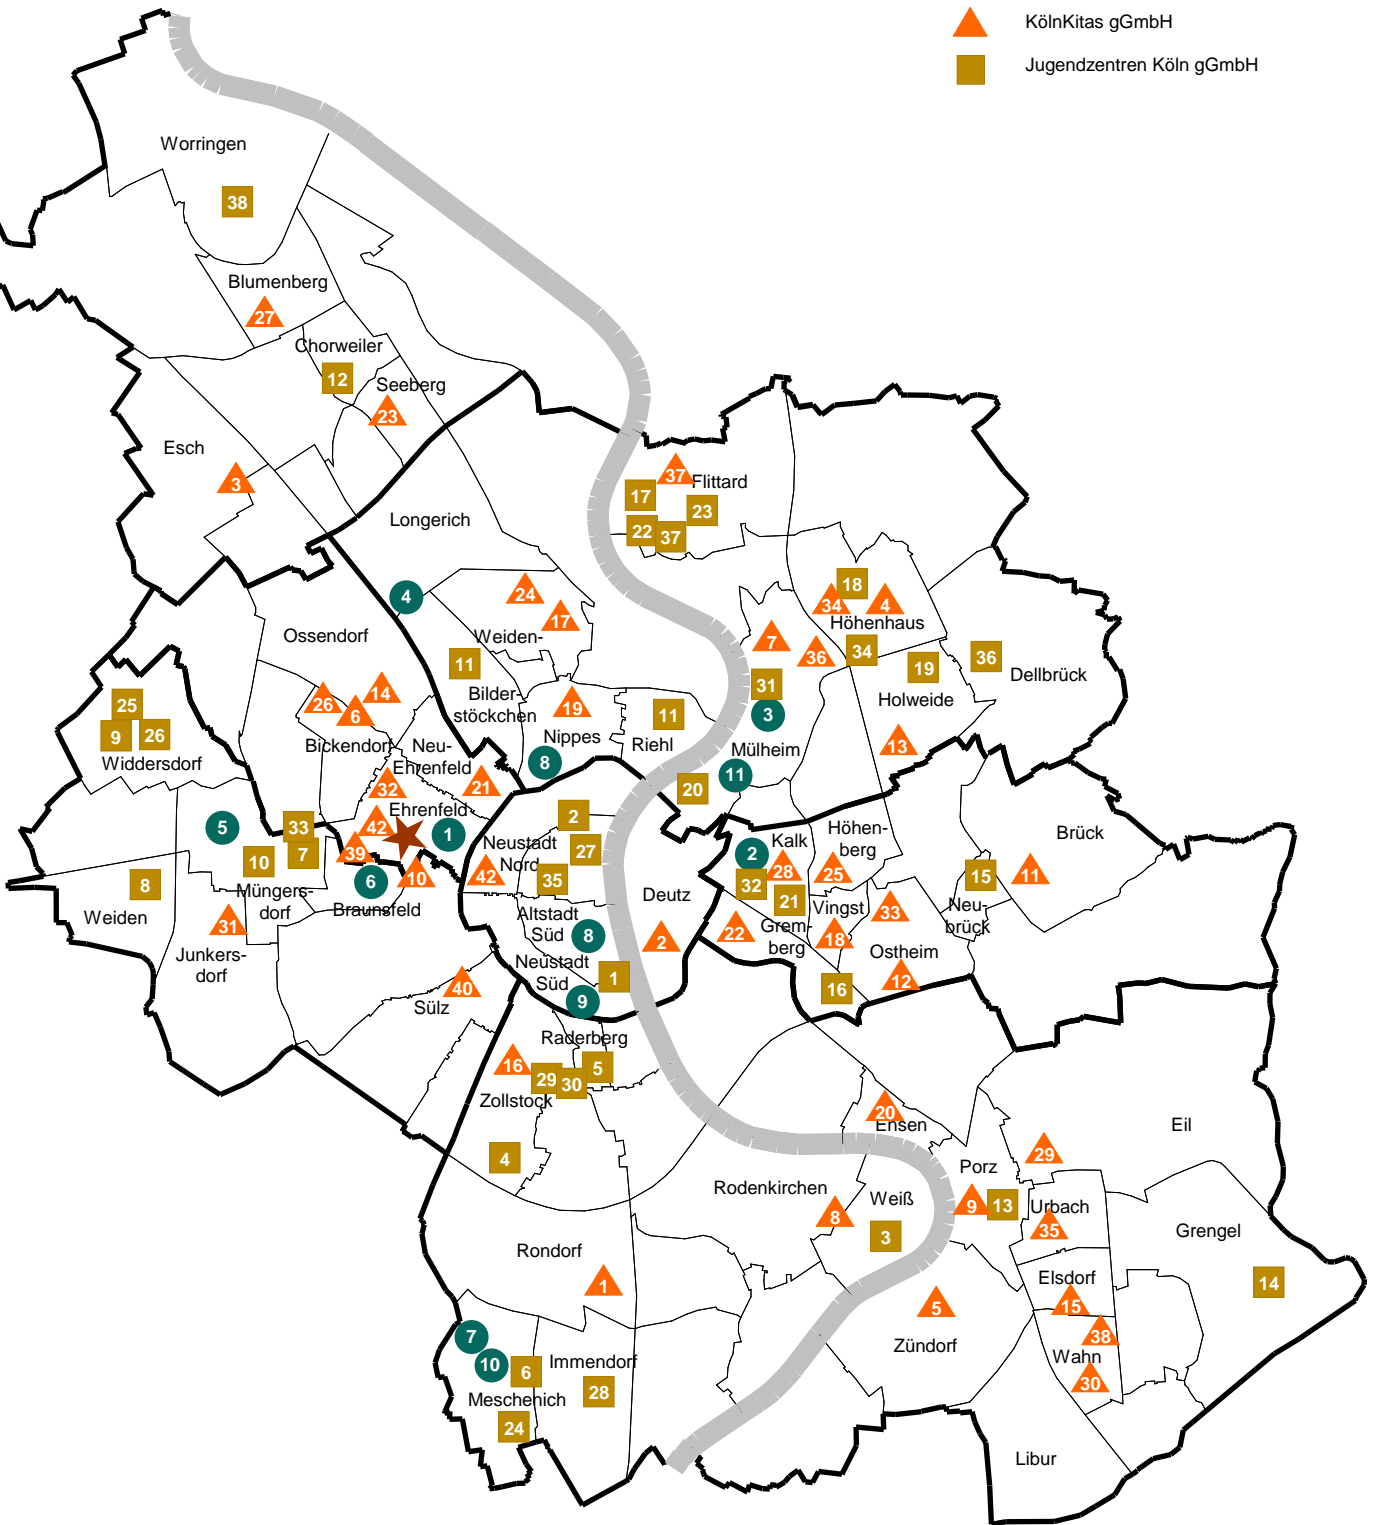 KölnKitas gGmbH
Jugendzentren Köln gGmbH
Worringen
38
Blumenberg
27
Chorweiler
12
Seeberg
23
Esch
3
37
Flittard
17
23
22
37
Longerich
4
24
17
Weiden-
11
Bilder-
stöckchen
19
Nippes
8
11
Riehl
18
34
4
Höhenhaus
7
36
34
19
36
Dellbrück
Holweide
13
31
3
Mülheim
11
20
Ossendorf
14
26
6
Bickendorf
Neu-
Ehrenfeld
21
32
Ehrenfeld
42
1
39
10
6
Braunsfeld
25
9
26
Widdersdorf
5
33
7
10
Müngers-
dorf
8
Weiden
31
Junkers-
dorf
2
Neustadt
Nord
27
42
35
Altstadt
Süd
8
Neustadt
Süd
1
9
Deutz
2
Kalk
2
28
32
21
22
Grem-
berg
Höhen-
berg
25
Vingst
18
33
Ostheim
12
16
15
Neu-
brück
11
Brück
40
Sülz
Raderberg
16
29
30
5
Zollstock
4
20
Ensen
Eil
29
Porz
9
13
Urbach
35
Rodenkirchen
8
Weiß
3
Grengel
14
Rondorf
1
Elsdorf
15
5
Zündorf
38
Wahn
30
7
10
6
Immendorf
28
Meschenich
24
Libur